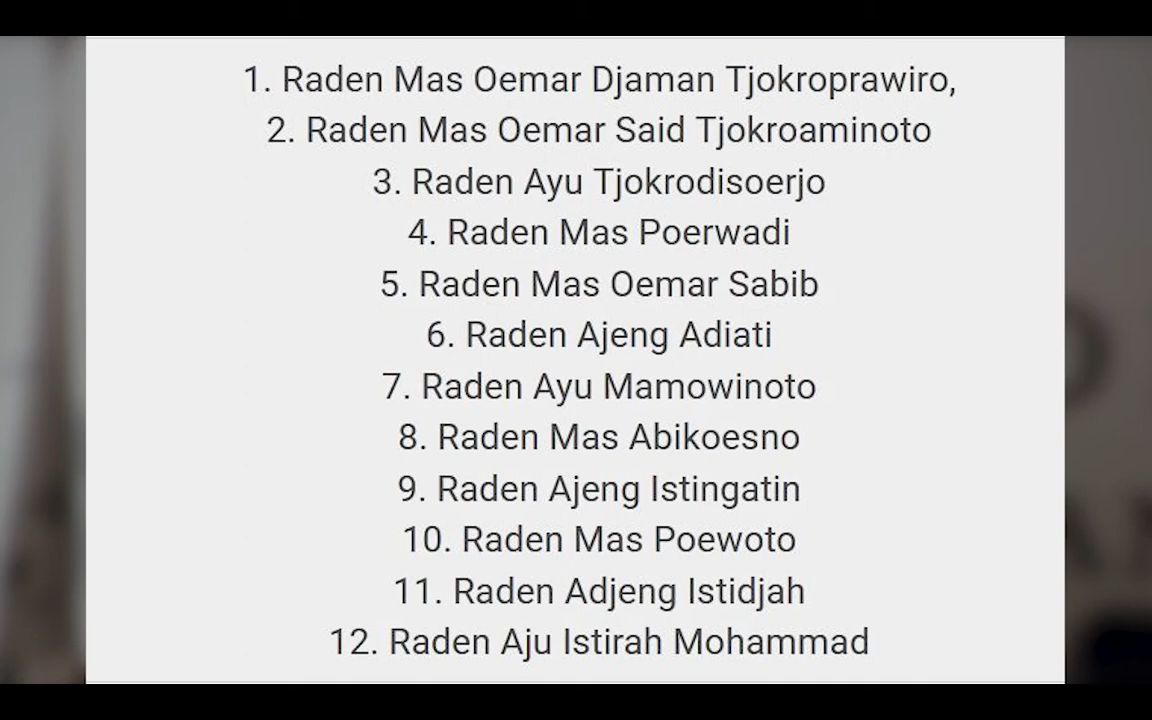 1. Raden Mas Oemar Djaman Tjokroprawiro,
2. Raden Mas Oemar Said Tjokroaminoto
3. Raden Ayu Tjokrodisoerjo
4. Raden Mas Poerwadi
5. Raden Mas Oemar Sabib
6. Raden Ajeng Adiati
7. Raden Ayu Mamowinoto
8. Raden Mas Abikoesno
9. Raden Ajeng Istingatin
10. Raden Mas Poewoto
11. Raden Adjeng Istidjah
12. Raden Aju Istirah Mohammad